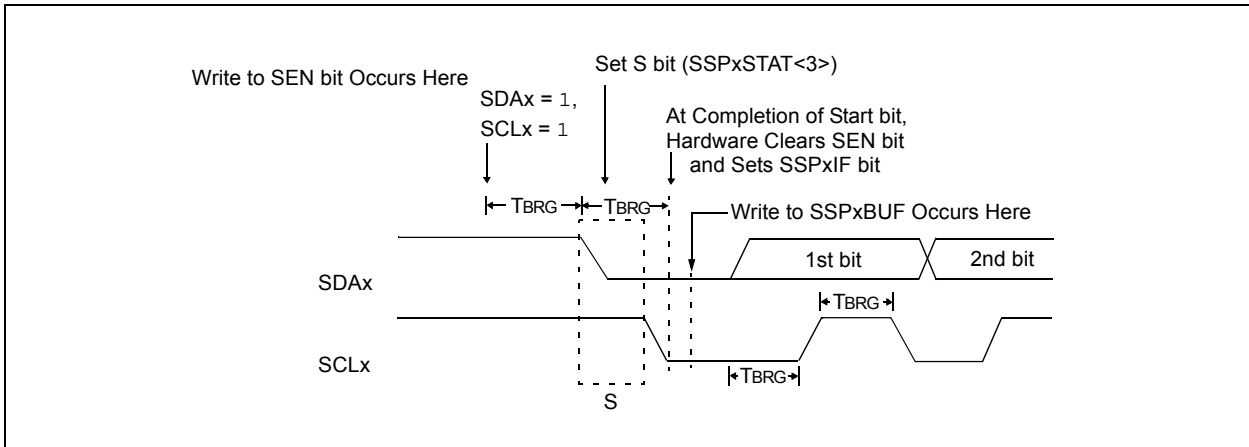 Write to SEN bit Occurs Here
SDAx = 1,
SCLx = 1
Set S bit (SSPxSTAT<3>)
At Completion of Start bit,
Hardware Clears SEN bit
and Sets SSPxIF bit
TBRG
TBRG
Write to SSPxBUF Occurs Here
SDAx
1st bit
2nd bit
TBRG
SCLx
TBRG
S